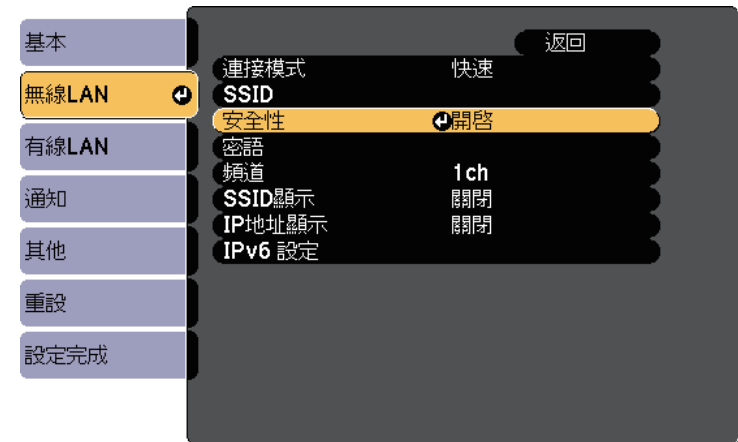 基本
無線LAN
有線LAN
通知
其他
重設
設定完成
返回
連接模式 快速
SSID
安全性 開啓
密語
頻道 1ch
SSID顯示 關閉
IP地址顯示 關閉
IPv6 設定